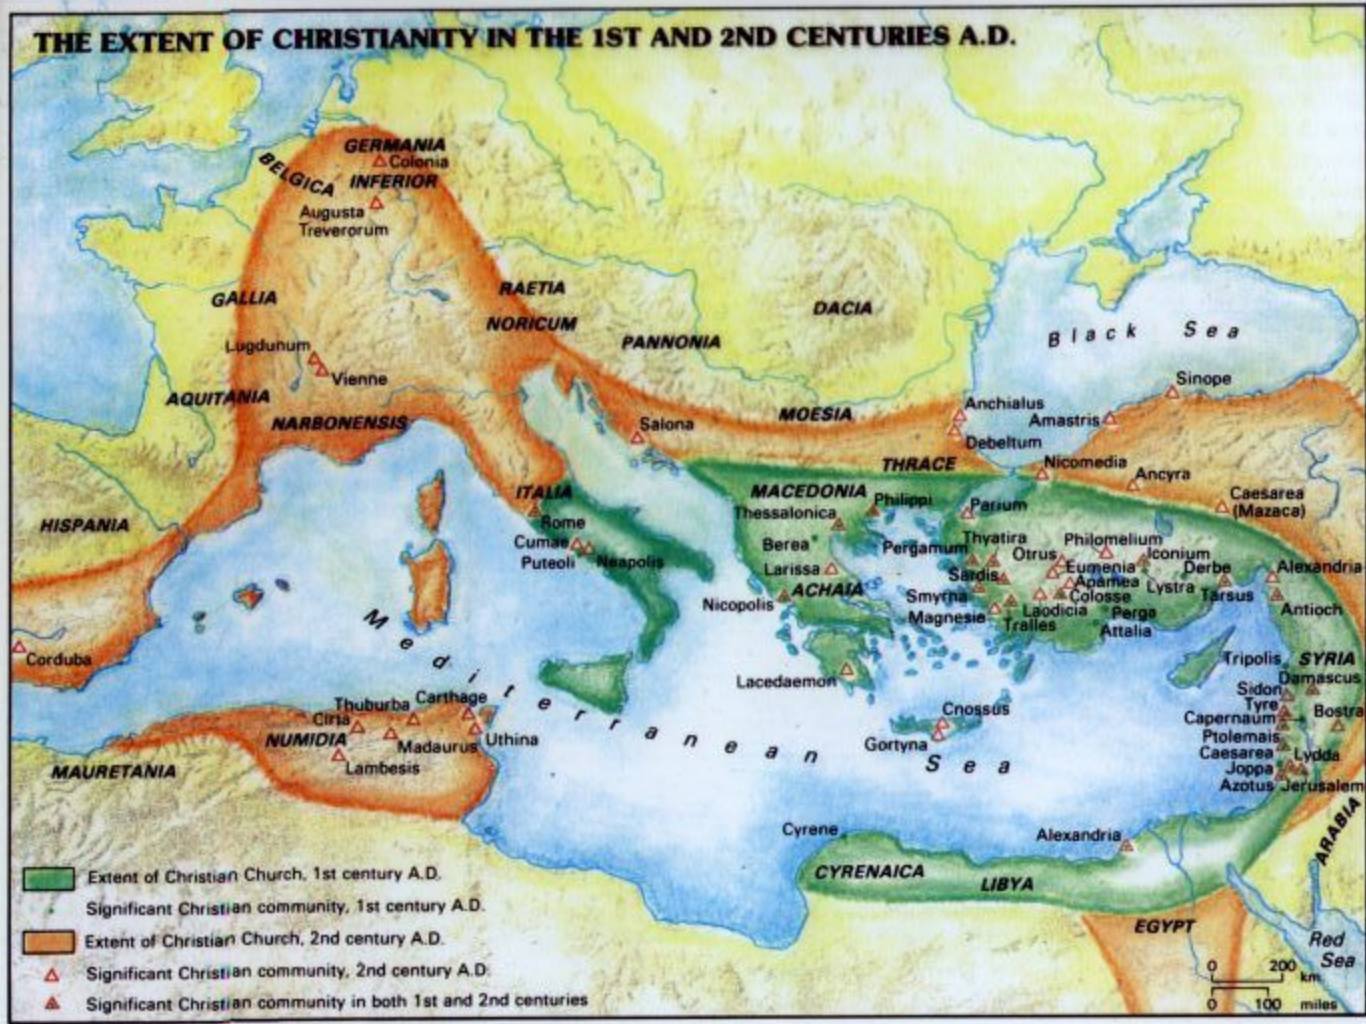 THE EXTENT OF CHRISTIANITY IN THE 1ST AND 2ND CENTURIES A.D.
GERMANIA
Colonia
BELGICA
INFERIOR
Augusta
Treverorum
GALLIA
RAETIA
NORICUM
DACIA
PANNONIA
Black Sea
Lugdunum
Vienne
AQUITANIA
NARBONENSIS
Sinope
Anchialus
Amastris
MOESIA
Salona
Debeltum
THRACE
Nicomedia
Ancyra
Caesarea
(Mazaca)
HISPANIA
ITALIA
Rome
Cumae
Puteoli
Neapolis
MACEDONIA
Philippi
Thessalonica
Parium
Berea
Thyatira
Philomelium
Pergamum
Otrus
Iconium
Larissa
Sardis
Eumenia
Derbe
Alexandria
ACHAIA
Apamea
Lystra
Nicopolis
Smyrna
Colosse
Tarsus
Antioch
Magnesia
Laodicia
Perga
Tralles
Attalia
Mediterranean Sea
Corduba
Tripolis
SYRIA
Lacedaemon
Damascus
Sidon
Tyre
Thuburba
Carthage
Cirta
Cnossus
Capernaum
Bostra
NUMIDIA
Madaurus
Uthina
Gortyna
Ptolemais
Caesarea
Lydda
MAURETANIA
Lambesis
Joppa
Azotus
Jerusalem
Cyrene
Alexandria
ARABIA
CYRENAICA
LIBYA
EGYPT
Red
Sea
Extent of Christian Church, 1st century A.D.
Significant Christian community, 1st century A.D.
Extent of Christian Church, 2nd century A.D.
Significant Christian community, 2nd century A.D.
Significant Christian community in both 1st and 2nd centuries
0 200
km
0 100 miles